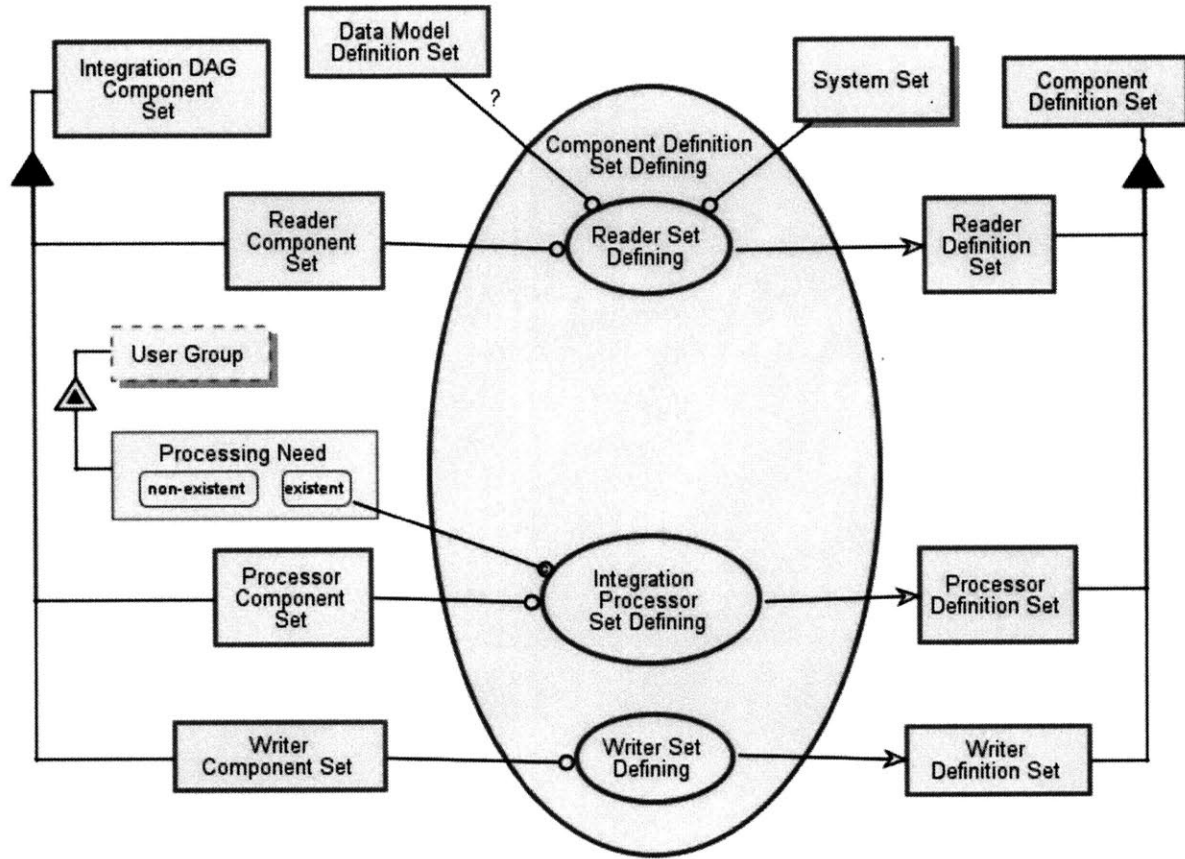 Data Model
Definition Set
Integration DAG
Component
Set
System Set
Component
Definition Set
?
Component Definition
Set Defining
Reader
Component
Set
Reader Set
Defining
Reader
Definition
Set
User Group
Processing Need
non-existent
existent
Processor
Component
Set
Integration
Processor
Set Defining
Processor
Definition Set
Writer
Component Set
Writer Set
Defining
Writer
Definition Set